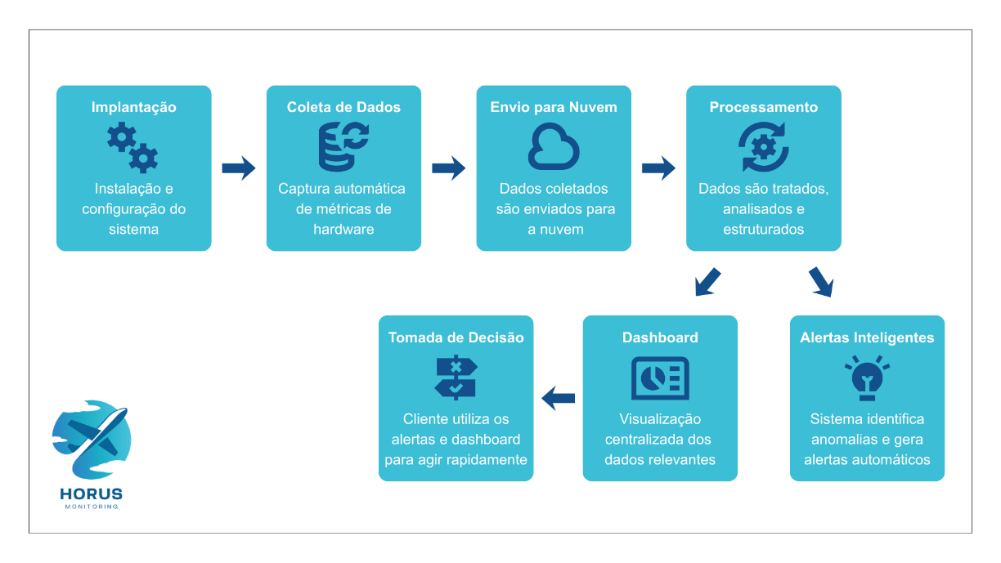 Implantação
Instalação e
configuração do
sistema
Coleta de Dados
Captura automática
de métricas de
hardware
Envio para Nuvem
Dados coletados
são enviados para
a nuvem
Processamento
Dados são tratados,
analisados e
estruturados
Tomada de Decisão
Cliente utiliza os
alertas e dashboard
para agir rapidamente
Dashboard
Visualização
centralizada dos
dados relevantes
Alertas Inteligentes
Sistema identifica
anomalias e gera
alertas automáticos
HORUS
MONITORING